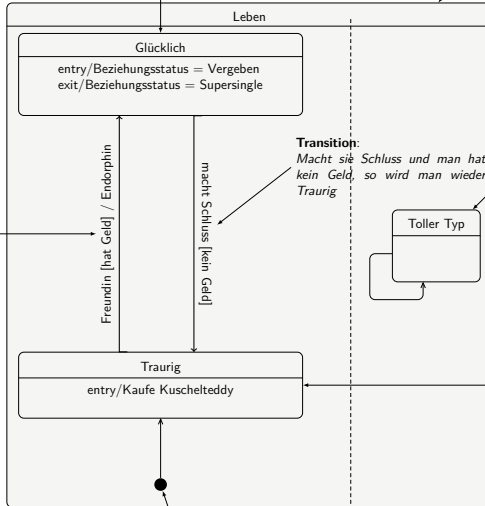 Leben
Glücklich
entry/Beziehungsstatus = Vergeben
exit/Beziehungsstatus = Supersingle
Freundin [hat Geld] / Endorphin
macht Schluss [kein Geld]
Transition:
Macht sie Schluss und man hat
kein Geld, so wird man wieder
Traurig
Toller Typ
Traurig
entry/Kaufe Kuschelteddy